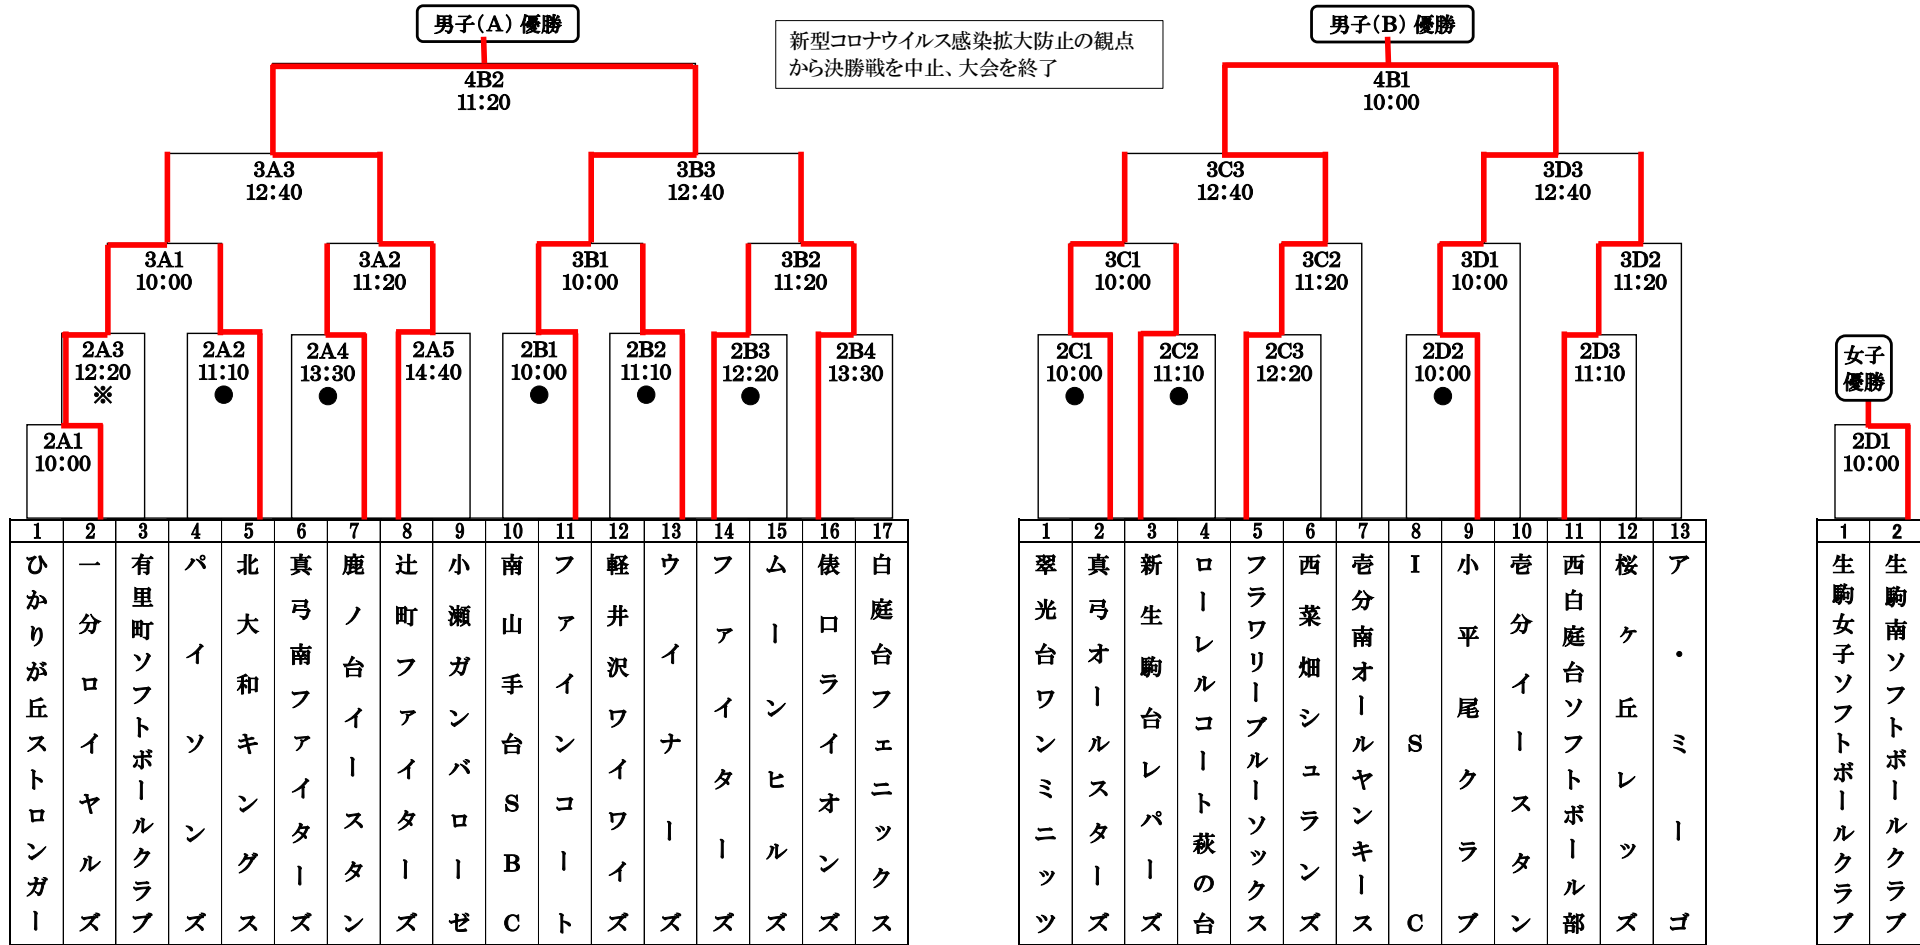 男子(A) 優勝
新型コロナウイルス感染拡大防止の観点
から決勝戦を中止、大会を終了
男子(B) 優勝
4B2
11:20
4B1
10:00
3A3
12:40
3B3
12:40
3C3
12:40
3D3
12:40
3A1
10:00
3A2
11:20
3B1
10:00
3B2
11:20
3C1
10:00
3C2
11:20
3D1
10:00
3D2
11:20
2A3
12:20
※
2A2
11:10
●
2A4
13:30
●
2A5
14:40
2B1
10:00
●
2B2
11:10
●
2B3
12:20
●
2B4
13:30
2C1
10:00
●
2C2
11:10
●
2C3
12:20
2D2
10:00
●
2D3
11:10
女子
優勝
2A1
10:00
2D1
10:00
1 ひかりが丘ストロンガー
2 一分ロイヤルズ
3 有里町ソフトボールクラブ
4 パイソンズ
5 北大和キングス
6 真弓南ファイターズ
7 鹿ノ台イースタン
8 辻町ファイターズ
9 小瀬ガンバローゼ
10 南山手台SBC
11 ファインコート
12 軽井沢ワイワイズ
13 ウイナーズ
14 ファイターズ
15 ムーンヒルズ
16 俵口ライオンズ
17 白庭台フェニックス
1 翠光台ワンミニッツ
2 真弓オールスターズ
3 新生駒台レパーズ
4 ローレルコート萩の台
5 フラワリーブルーソックス
6 西菜畑シュランズ
7 壱分南オールヤンキース
8 ISC
9 小平尾クラブ
10 壱分イースタン
11 西白庭台ソフトボール部
12 桜ヶ丘レッズ
13 ア・ミーゴ
1 生駒女子ソフトボールクラブ
2 生駒南ソフトボールクラブ